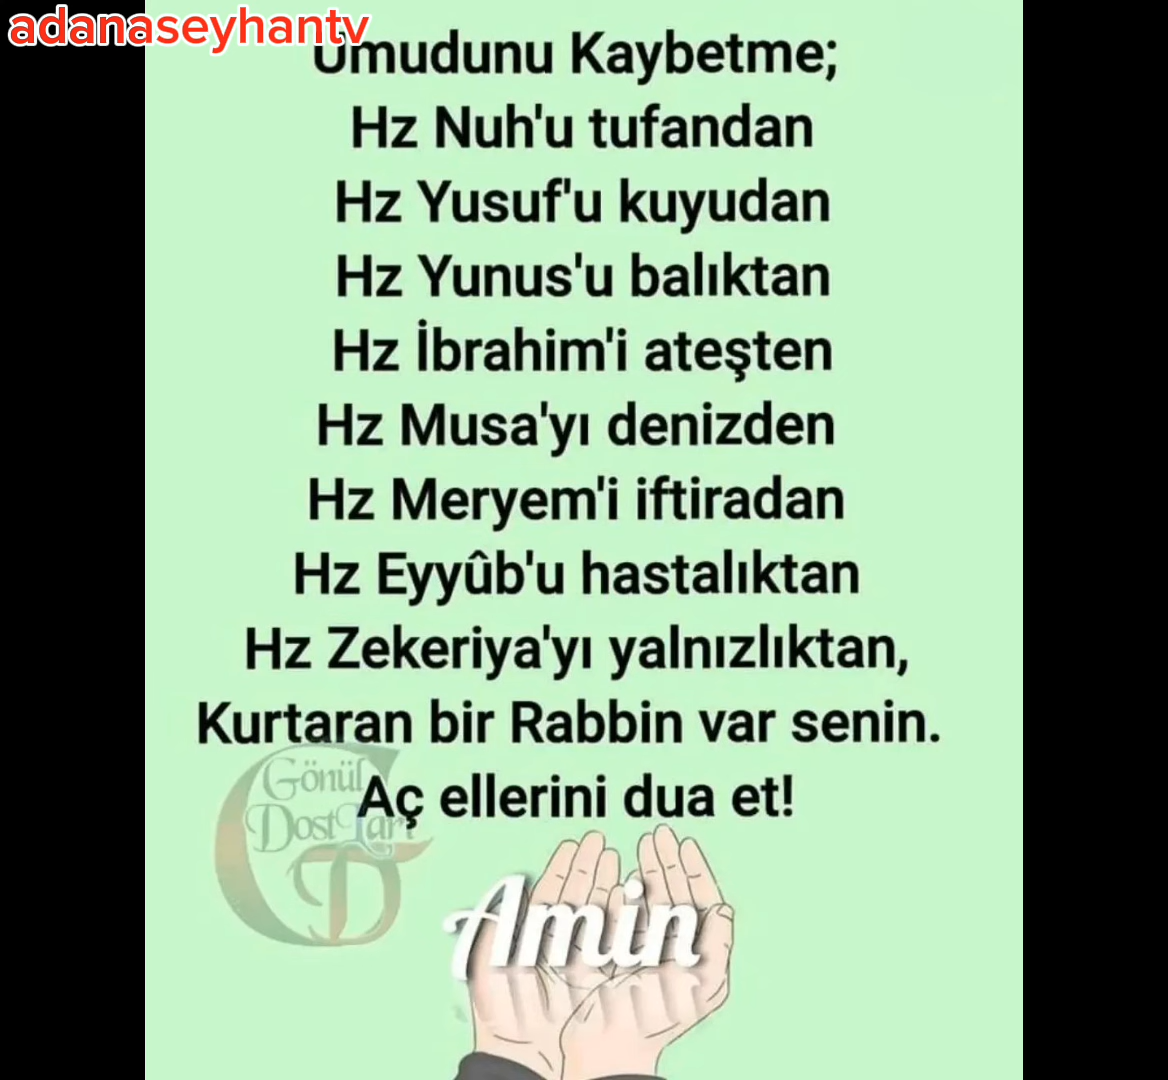 adanaseyhantv
Umudunu Kaybetme;
Hz Nuh'u tufandan
Hz Yusuf'u kuyudan
Hz Yunus'u balıktan
Hz İbrahim'i ateşten
Hz Musa'yı denizden
Hz Meryem'i iftiradan
Hz Eyyûb'u hastalıktan
Hz Zekeriya'yı yalnızlıktan,
Kurtaran bir Rabbin var senin.
Gönül
Aç ellerini dua et!
Dostları
Amin